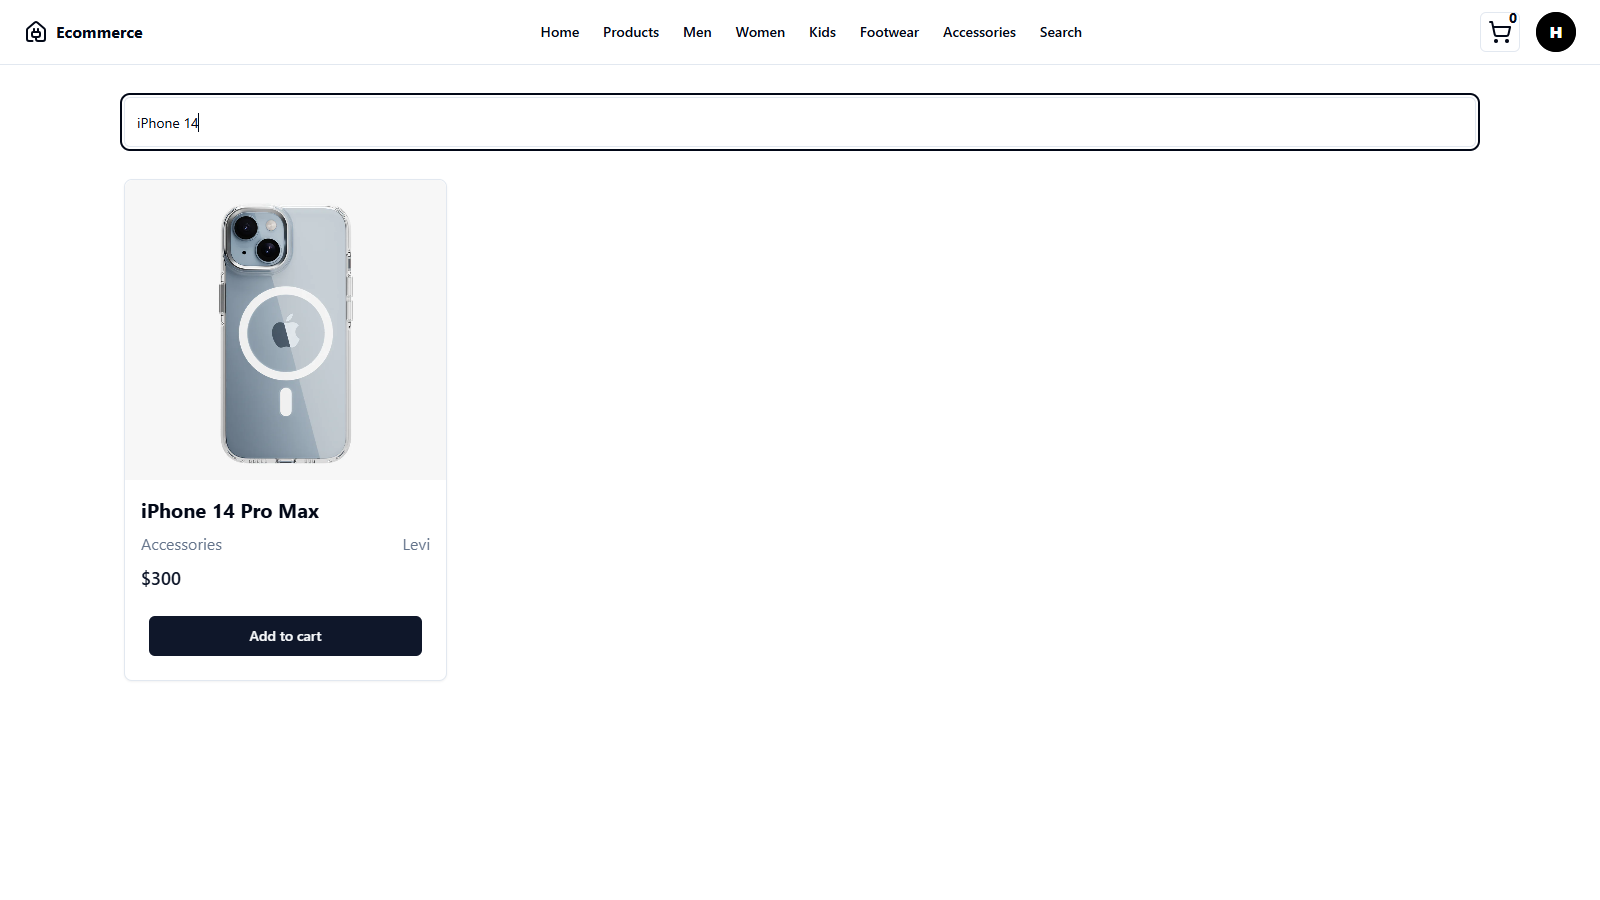 Ecommerce
Home Products Men Women Kids Footwear Accessories Search
0
H
iPhone 14
iPhone 14 Pro Max
Accessories Levi
$300
Add to cart